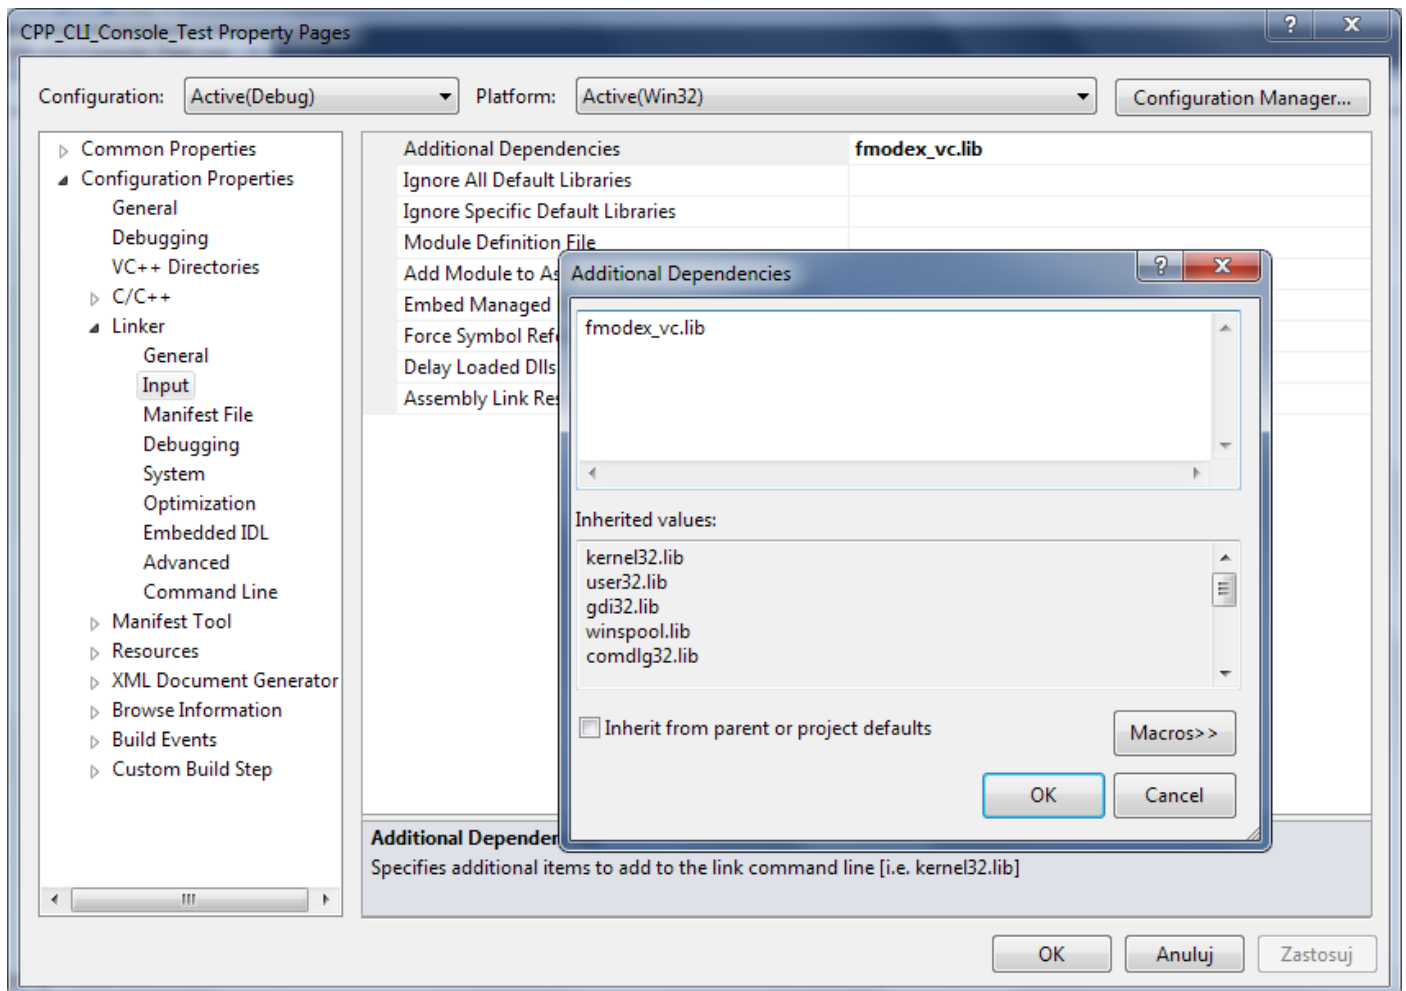 CPP_CLI_Console_Test Property Pages
Configuration: Active(Debug) Platform: Active(Win32) Configuration Manager...
Common Properties
Configuration Properties
General
Debugging
VC++ Directories
C/C++
Linker
General
Input
Manifest File
Debugging
System
Optimization
Embedded IDL
Advanced
Command Line
Manifest Tool
Resources
XML Document Generator
Browse Information
Build Events
Custom Build Step
Additional Dependencies fmodex_vc.lib
Ignore All Default Libraries
Ignore Specific Default Libraries
Module Definition File
Add Module to As
Embed Managed
Force Symbol Refe
Delay Loaded Dlls
Assembly Link Res
Additional Dependencies
fmodex_vc.lib
Inherited values:
kernel32.lib
user32.lib
gdi32.lib
winspool.lib
comdlg32.lib
Inherit from parent or project defaults
Macros>>
OK Cancel
Additional Depender
Specifies additional items to add to the link command line [i.e. kernel32.lib]
OK Anuluj Zastosuj